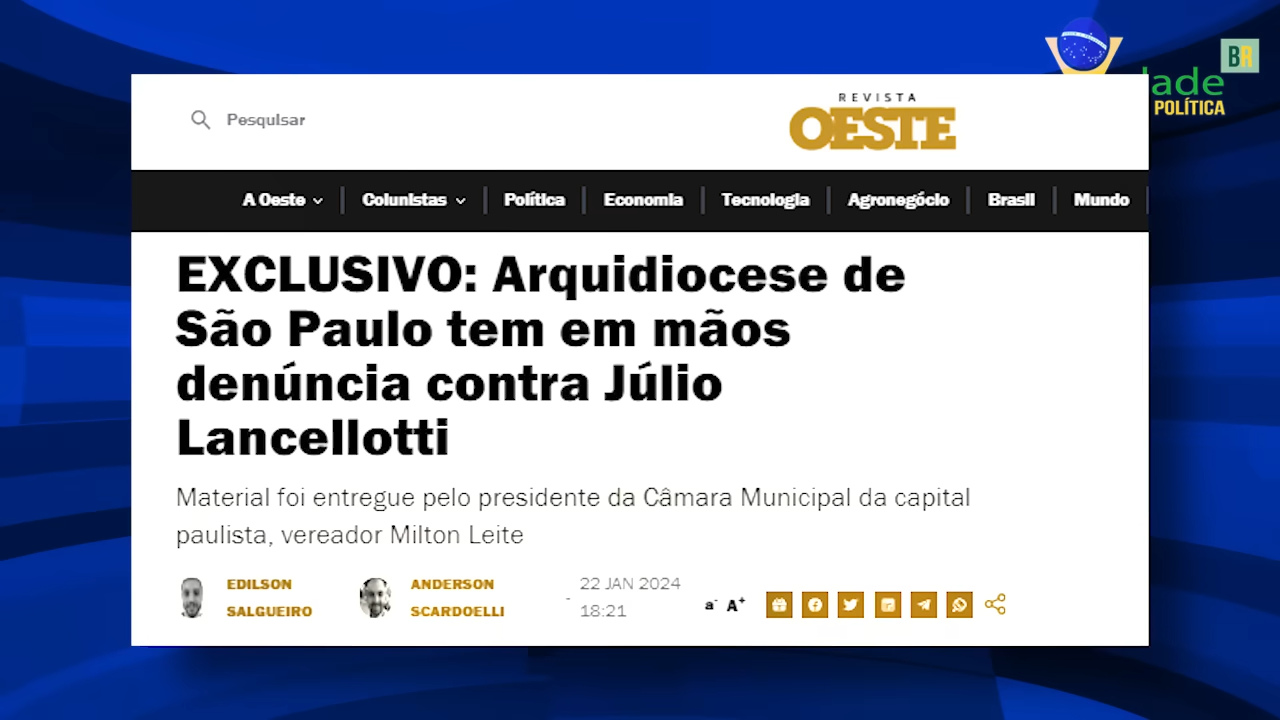 BR
lade
POLÍTICA
Pesquisar
REVISTA
OESTE
A Oeste
Colunistas
Política
Economia
Tecnologia
Agronegócio
Brasil
Mundo
EXCLUSIVO: Arquidiocese de
São Paulo tem em mãos
denúncia contra Júlio
Lancellotti
Material foi entregue pelo presidente da Câmara Municipal da capital
paulista, vereador Milton Leite
EDILSON
SALGUEIRO
ANDERSON
SCARDOELLI
- 22 JAN 2024
18:21
a- A+